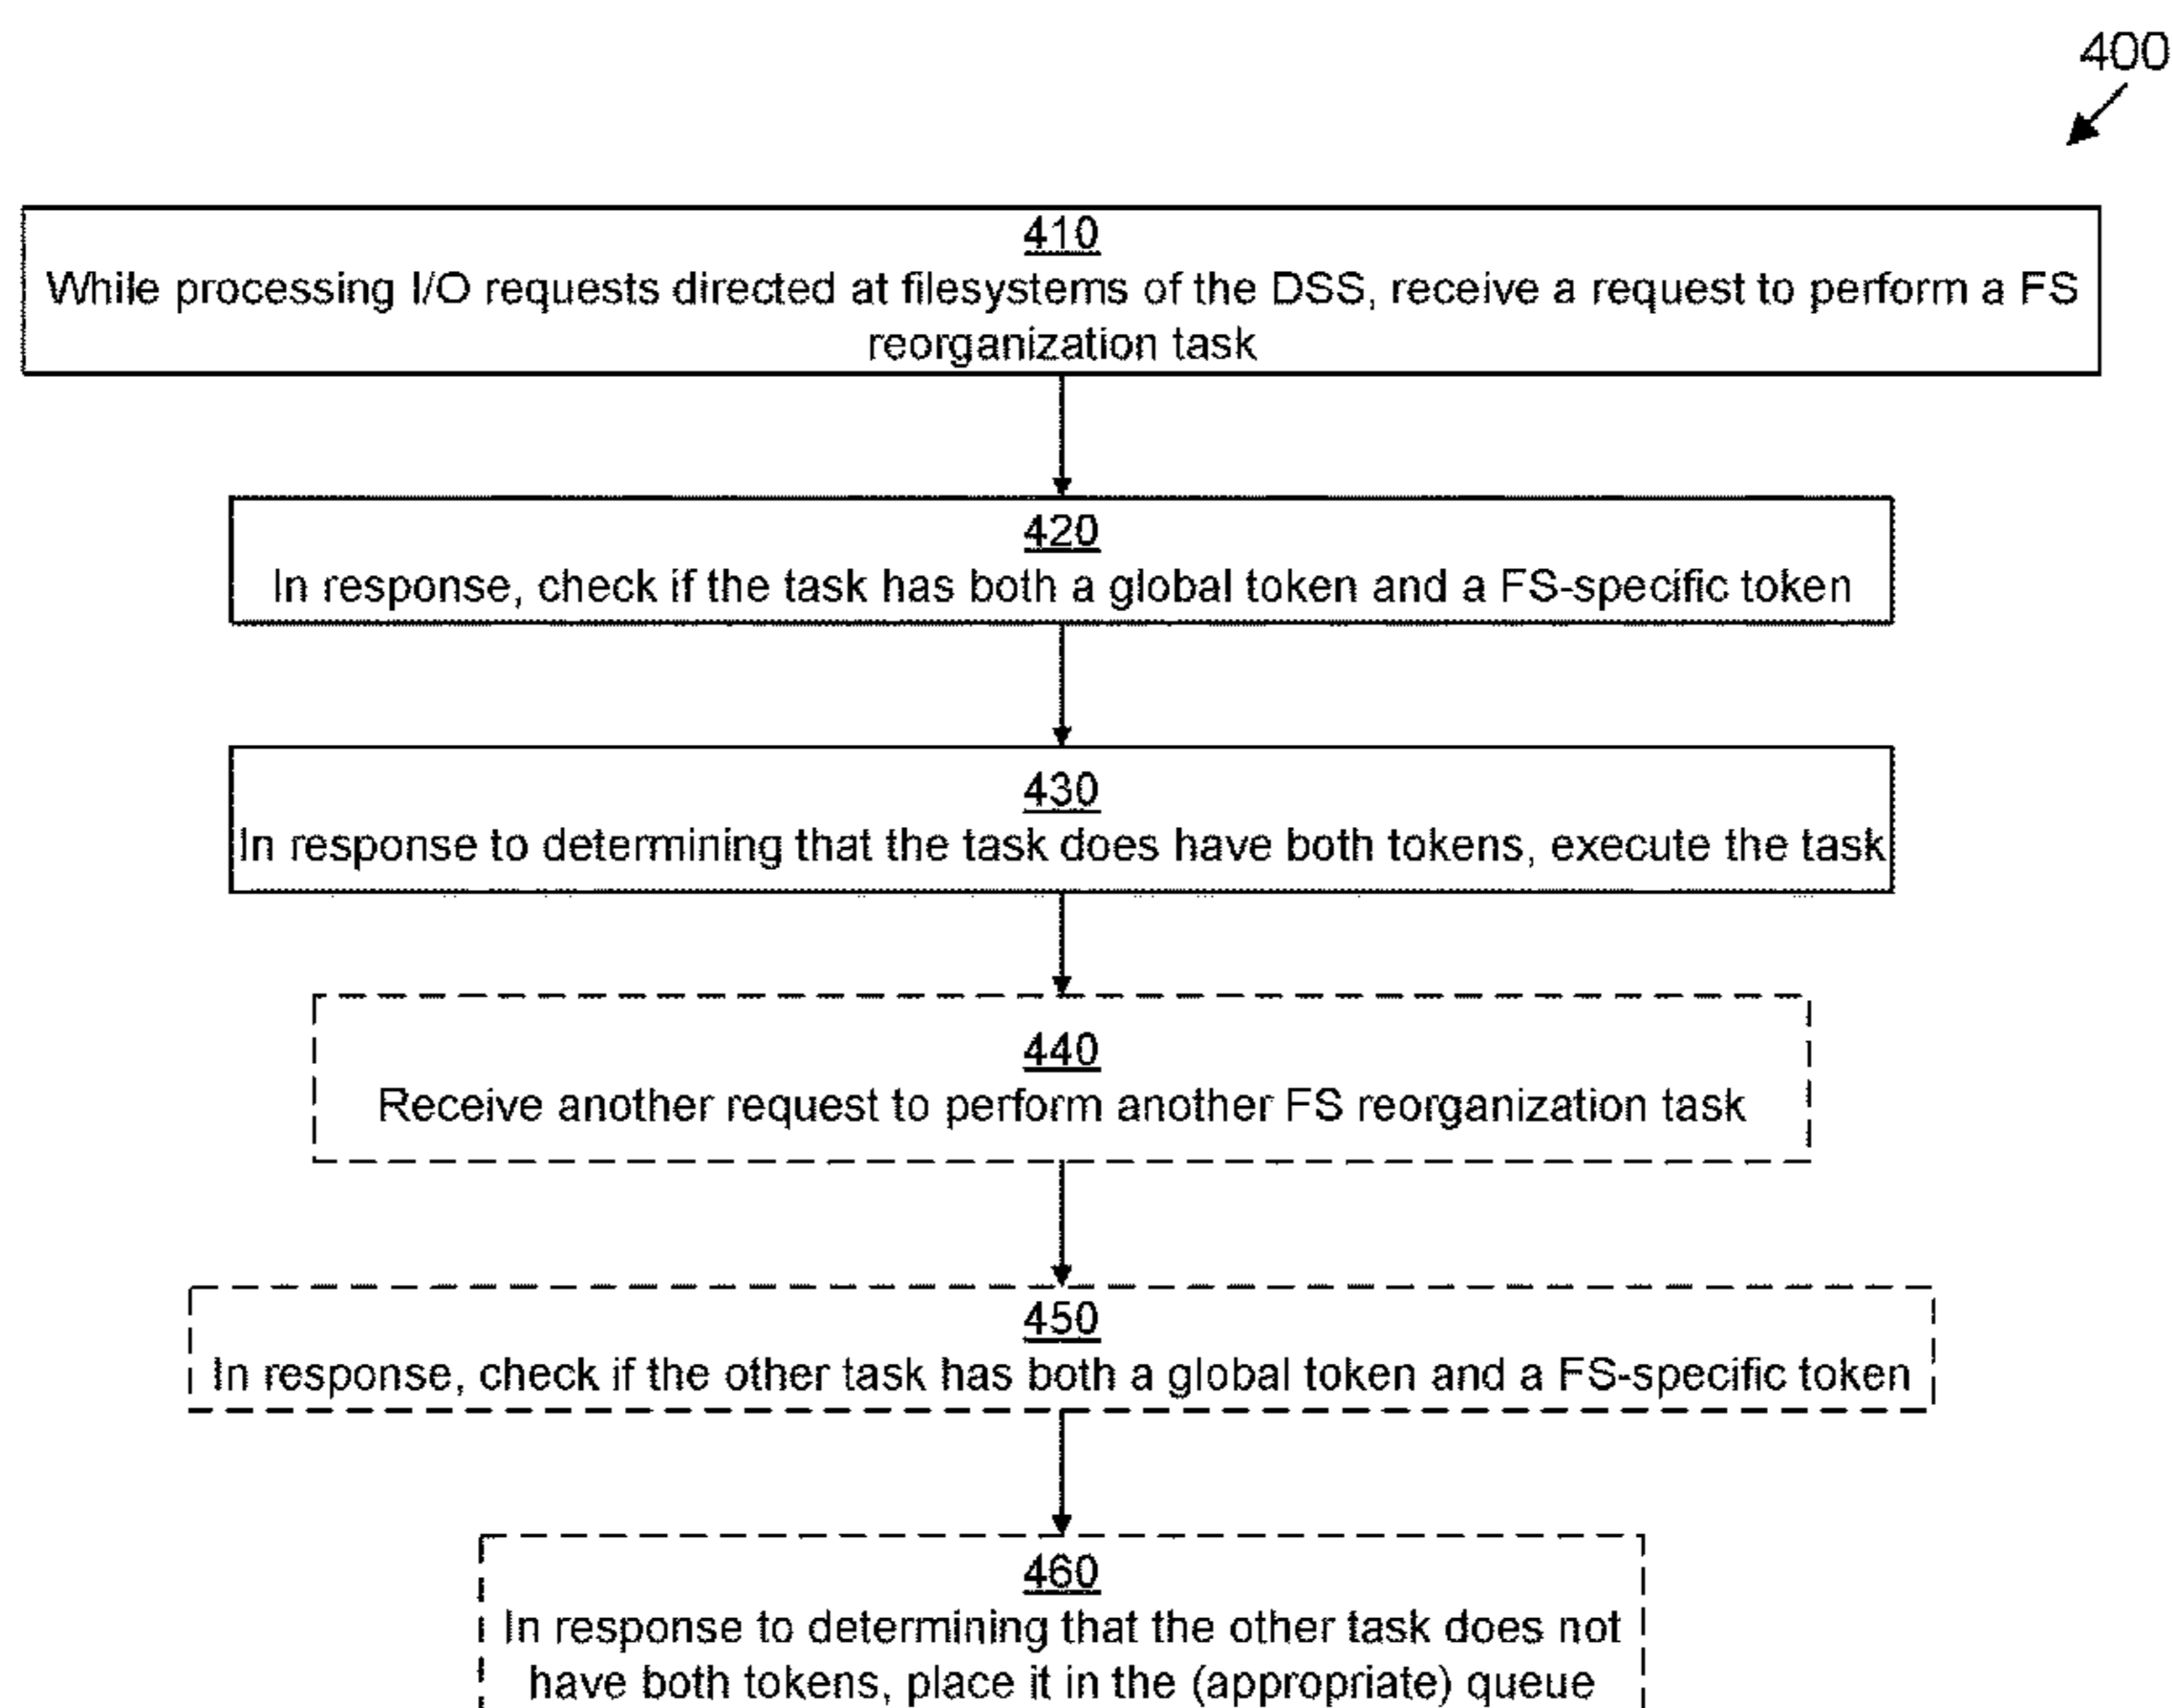 400
410
While processing I/O requests directed at filesystems of the DSS, receive a request to perform a FS
reorganization task
420
In response, check if the task has both a global token and a FS-specific token
430
In response to determining that the task does have both tokens, execute the task
440
Receive another request to perform another FS reorganization task
450
In response, check if the other task has both a global token and a FS-specific token
460
In response to determining that the other task does not
have both tokens, place it in the (appropriate) queue